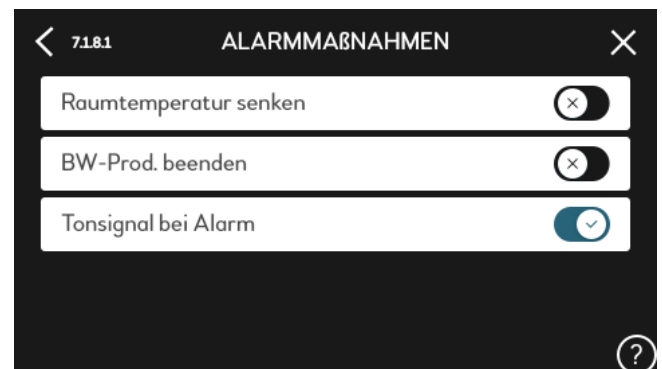 7.1.8.1 ALARMMAßNAHMEN
Raumtemperatur senken
BW-Prod. beenden
Tonsignal bei Alarm
?